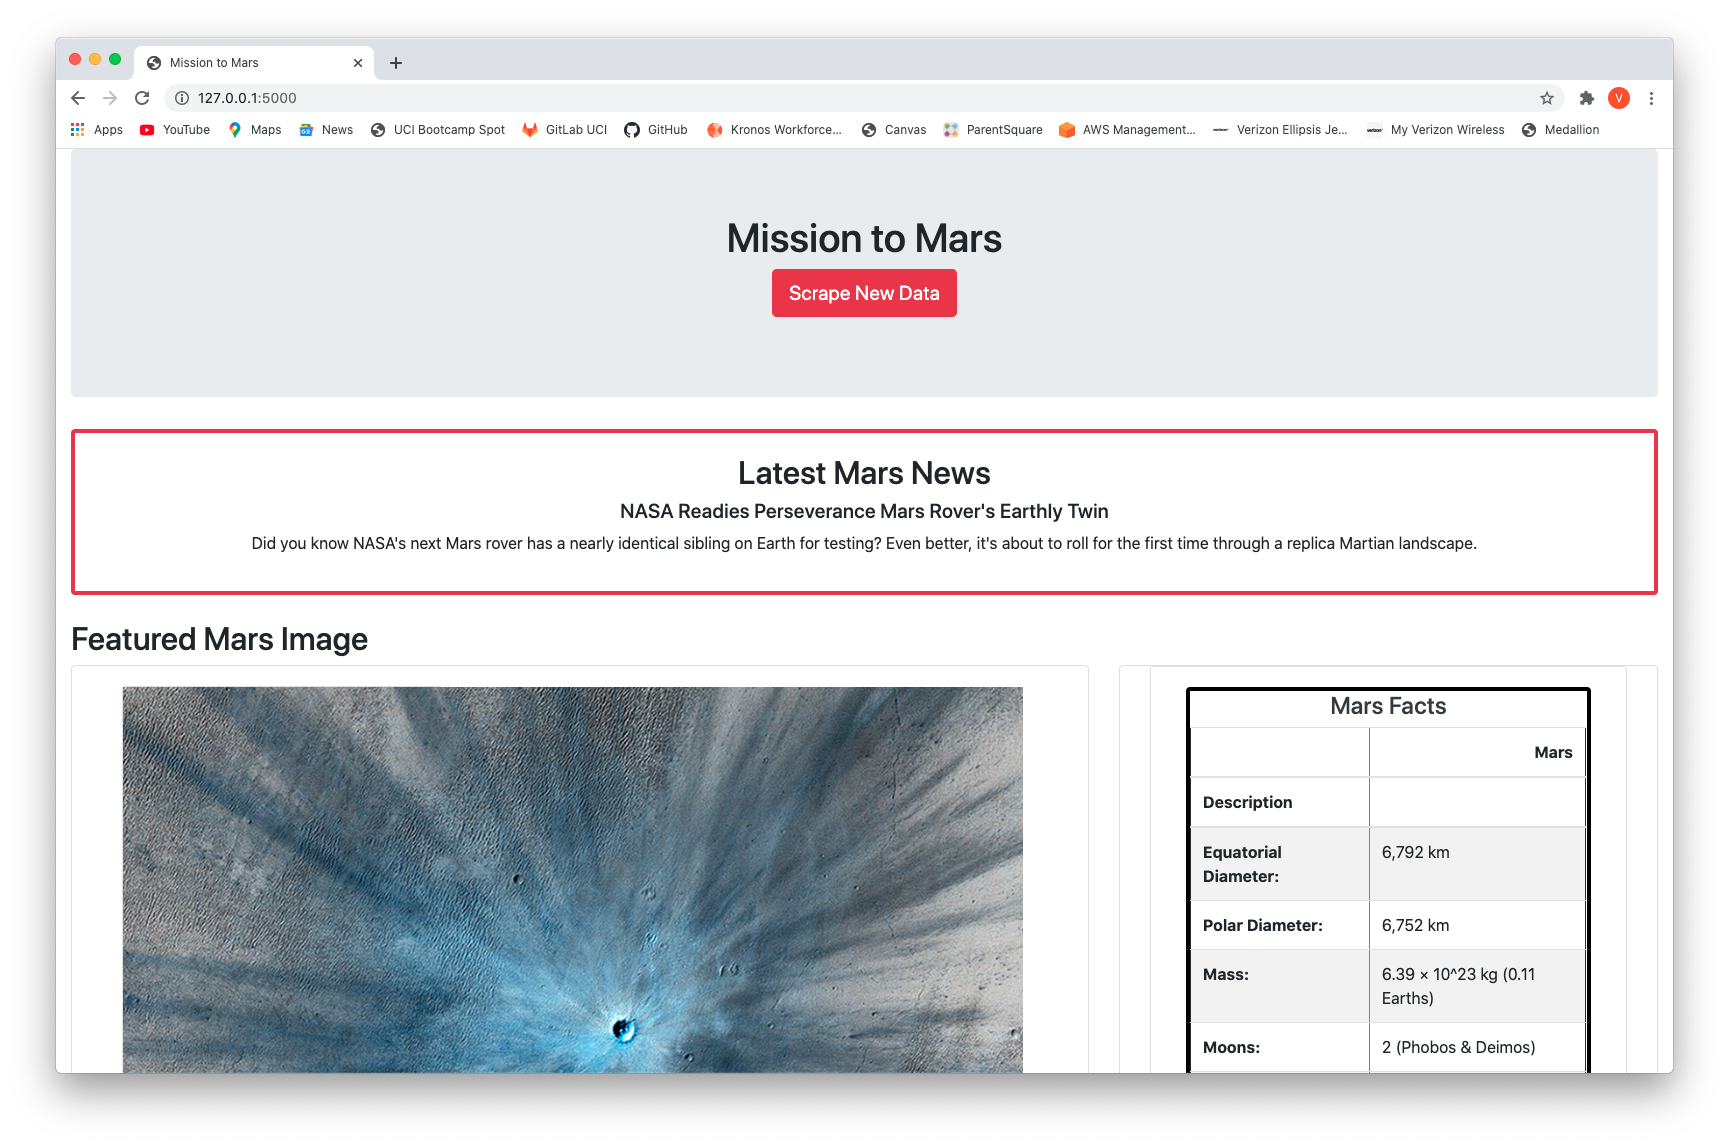 Mission to Mars
127.0.0.1:5000
V
Apps YouTube Maps News UCI Bootcamp Spot GitLab UCI GitHub Kronos Workforce... Canvas ParentSquare AWS Management... Verizon Ellipsis Je... My Verizon Wireless Medallion
Mission to Mars
Scrape New Data
Latest Mars News
NASA Readies Perseverance Mars Rover's Earthly Twin
Did you know NASA's next Mars rover has a nearly identical sibling on Earth for testing? Even better, it's about to roll for the first time through a replica Martian landscape.
Featured Mars Image
Mars Facts
Mars
Description
Equatorial
Diameter:
6,792 km
Polar Diameter:
6,752 km
Mass:
6.39 × 10^23 kg (0.11
Earths)
Moons:
2 (Phobos & Deimos)